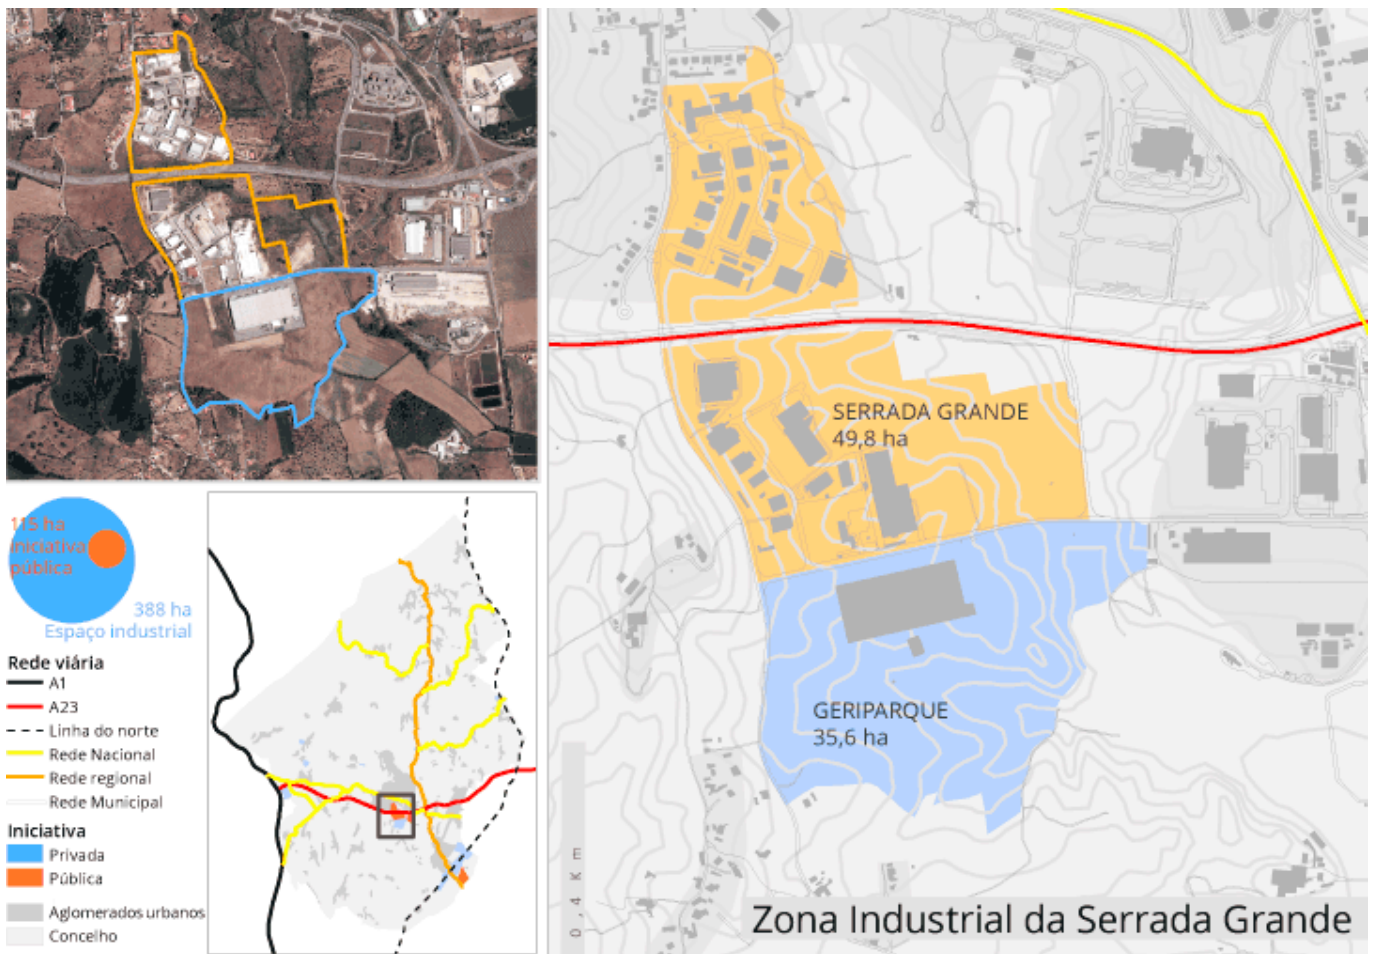 SERRADA GRANDE
49,8 ha
GERIPARQUE
35,6 ha
0,4 Km
Zona Industrial da Serrada Grande
115 ha
iniciativa
pública
388 ha
Espaço industrial
Rede viária
A1
A23
Linha do norte
Rede Nacional
Rede regional
Rede Municipal
Iniciativa
Privada
Pública
Aglomerados urbanos
Concelho